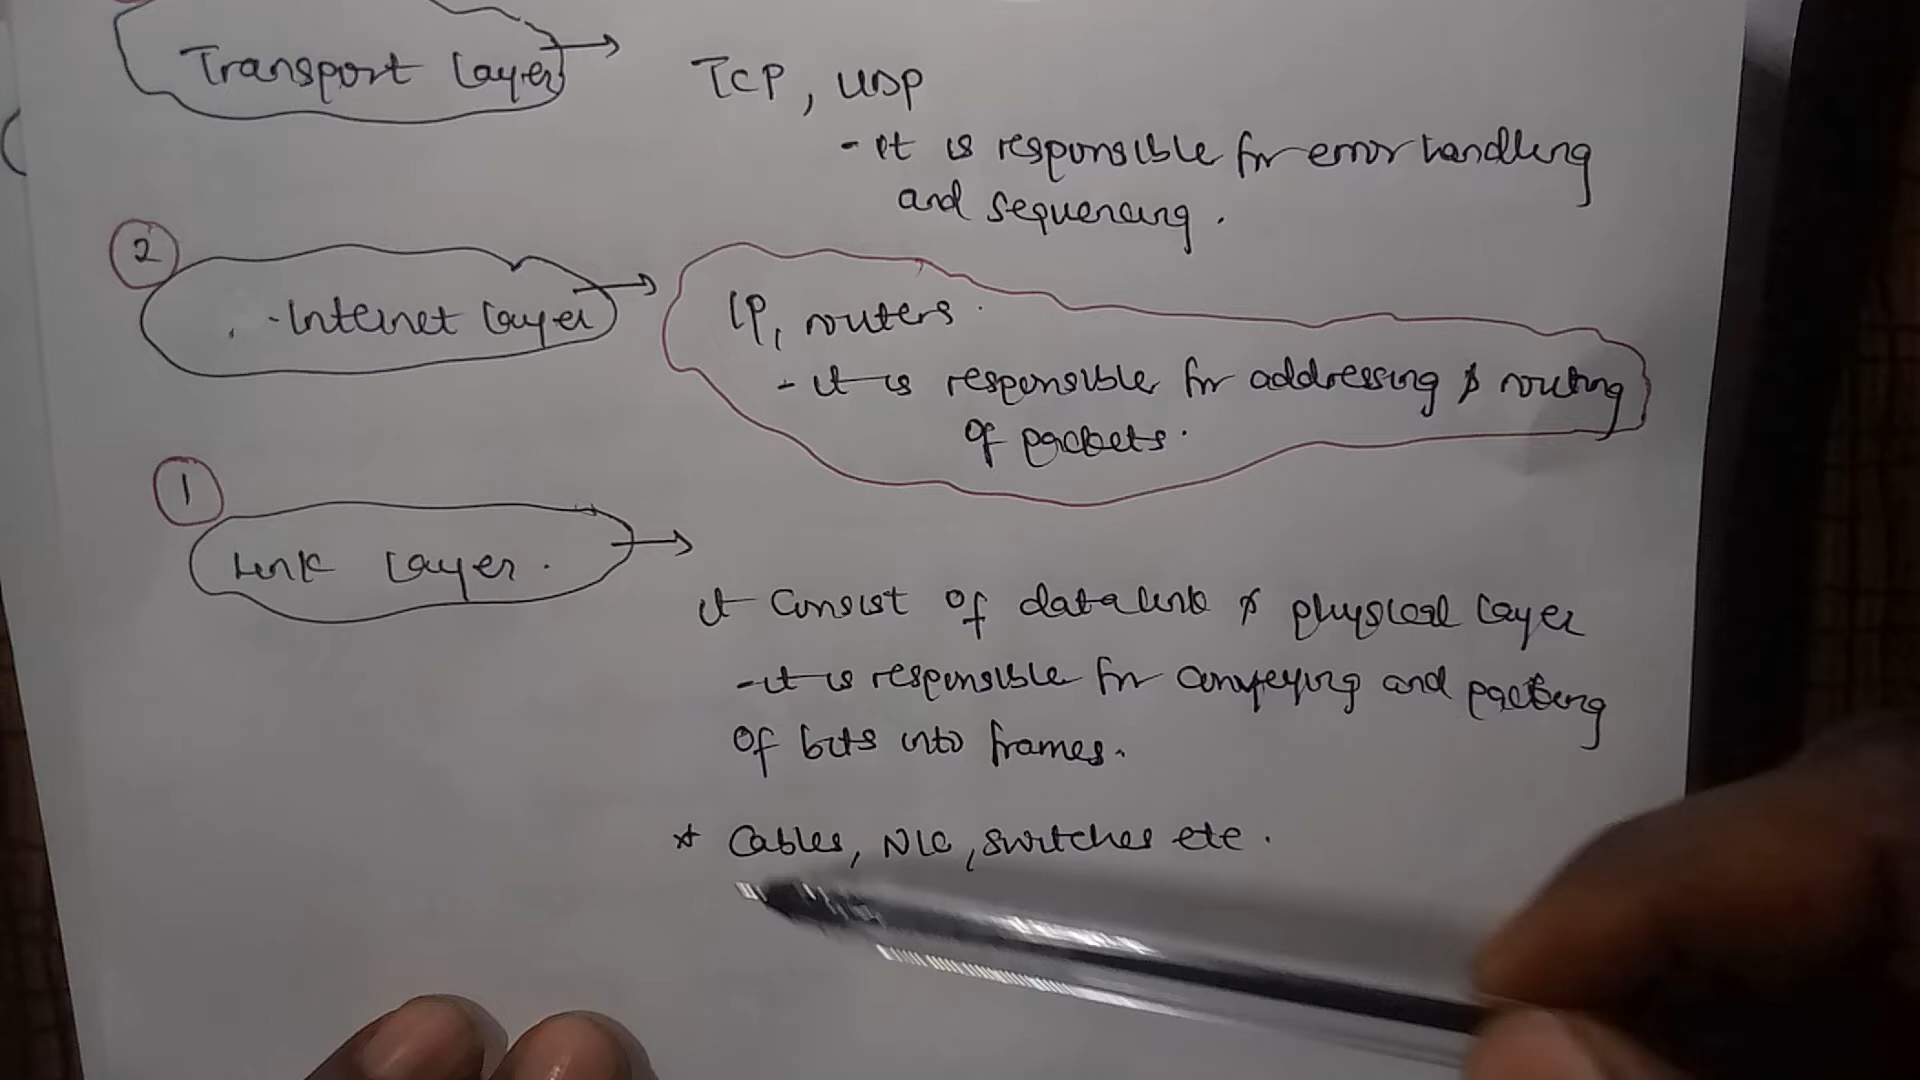 Transport Layer
TCP, UDP
- It is responsible for error handling
and sequencing.
2
Internet Layer
IP, routers.
- it is responsible for addressing & routing
of packets.
1
Link Layer.
it Consist of datalink & physical layer
- it is responsible for conveying and packing
of bits into frames.
* Cables, NIC, switches etc.